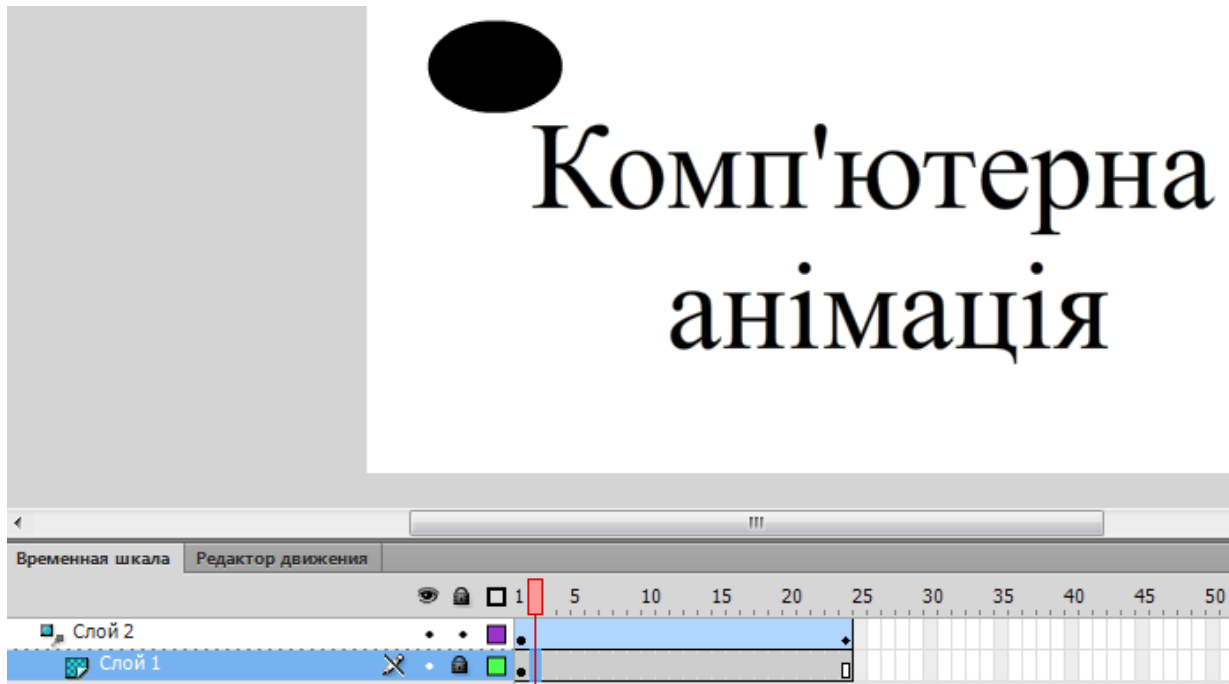 Комп'ютерна
анімація
Временная шкала Редактор движения
1 5 10 15 20 25 30 35 40 45 50
Слой 2
Слой 1